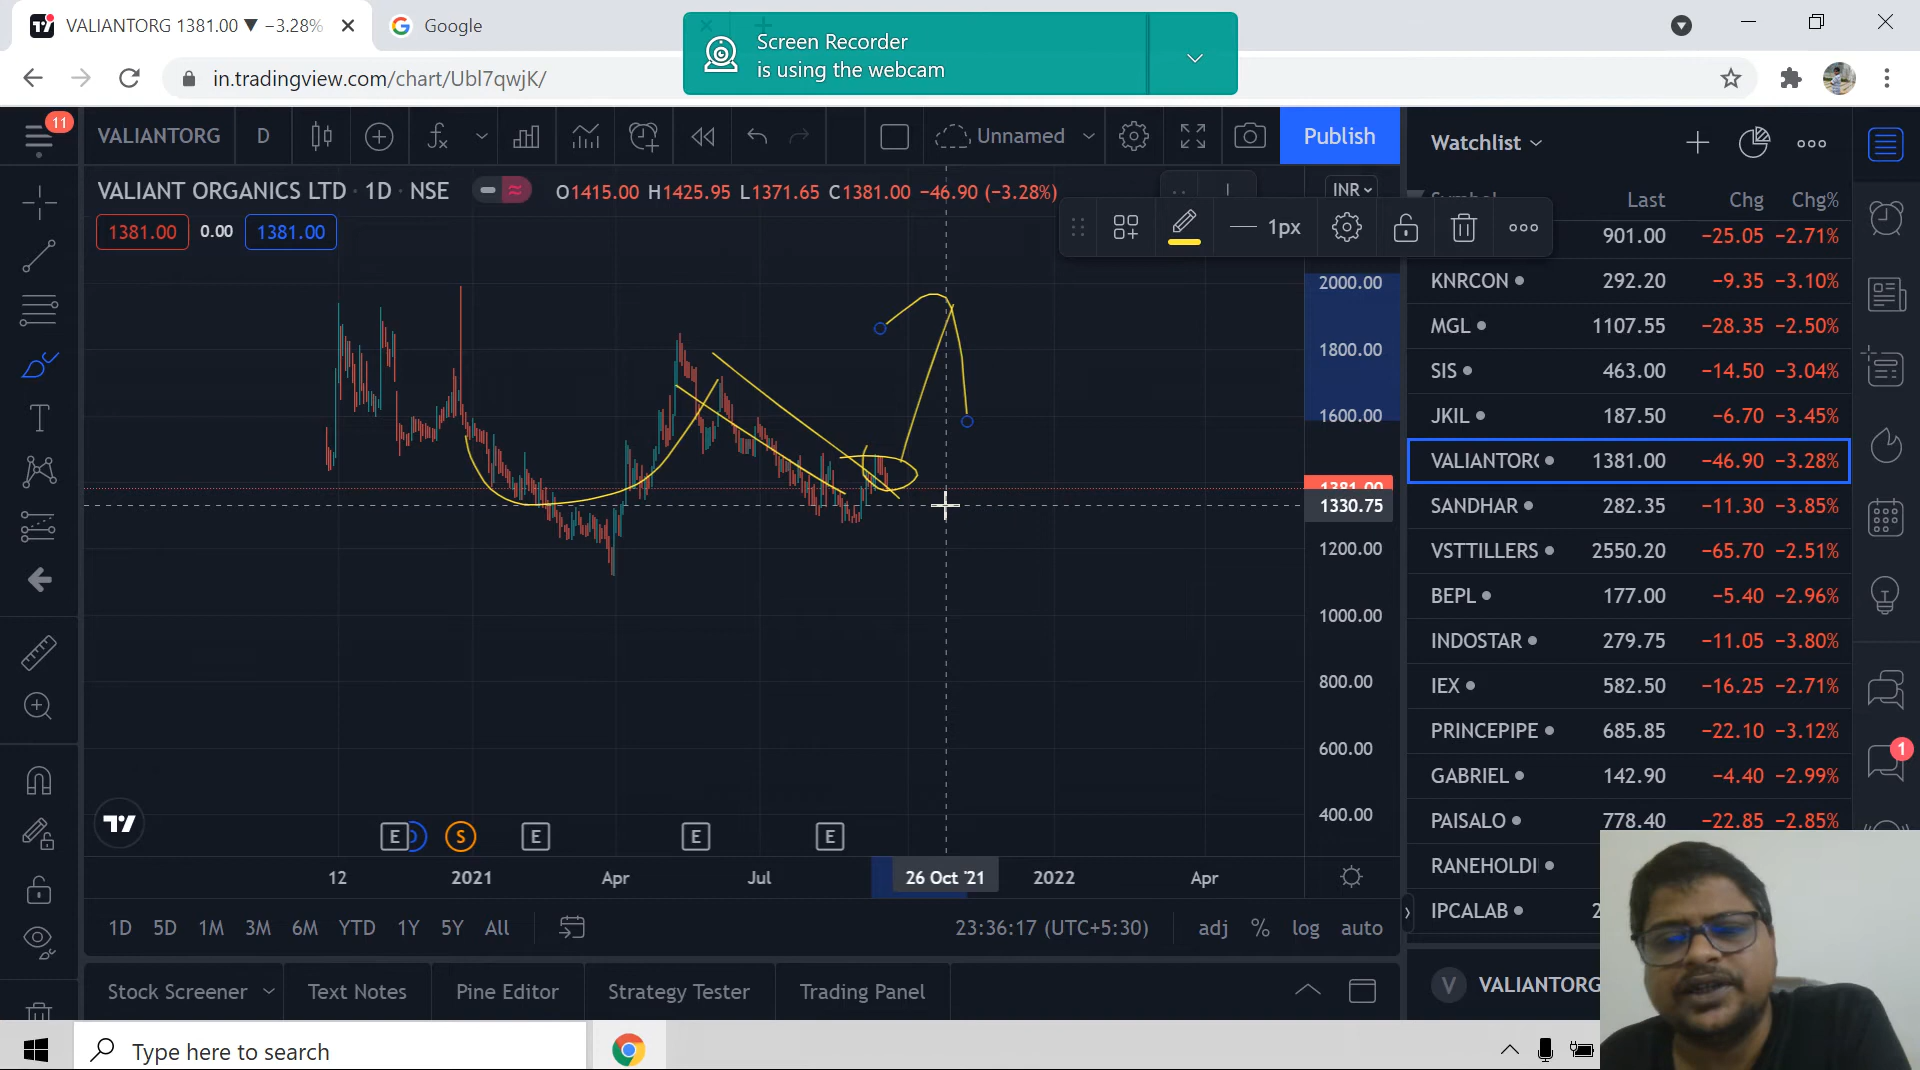 VALIANTORG 1381.00 ▼ −3.28%
Google
Screen Recorder
is using the webcam
in.tradingview.com/chart/Ubl7qwjK/
11
VALIANTORG D
Unnamed
Publish
Watchlist
VALIANT ORGANICS LTD · 1D · NSE
O1415.00 H1425.95 L1371.65 C1381.00 −46.90 (−3.28%)
INR
1381.00 0.00 1381.00
1px
Last Chg Chg%
901.00 −25.05 −2.71%
KNRCON 292.20 −9.35 −3.10%
MGL 1107.55 −28.35 −2.50%
SIS 463.00 −14.50 −3.04%
JKIL 187.50 −6.70 −3.45%
VALIANTORG 1381.00 −46.90 −3.28%
SANDHAR 282.35 −11.30 −3.85%
VSTTILLERS 2550.20 −65.70 −2.51%
BEPL 177.00 −5.40 −2.96%
INDOSTAR 279.75 −11.05 −3.80%
IEX 582.50 −16.25 −2.71%
PRINCEPIPE 685.85 −22.10 −3.12%
GABRIEL 142.90 −4.40 −2.99%
PAISALO 778.40 −22.85 −2.85%
RANEHOLDI
IPCALAB 2
1
2000.00
1800.00
1600.00
1381.00
1330.75
1200.00
1000.00
800.00
600.00
400.00
E D S E E E
12 2021 Apr Jul 26 Oct '21 2022 Apr
1D 5D 1M 3M 6M YTD 1Y 5Y All
23:36:17 (UTC+5:30) adj % log auto
Stock Screener Text Notes Pine Editor Strategy Tester Trading Panel
V VALIANTORG
Type here to search